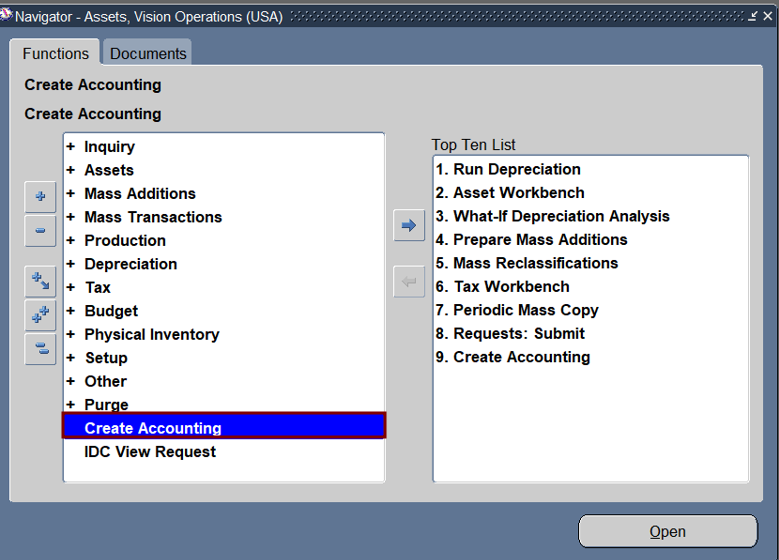 Navigator - Assets, Vision Operations (USA)
Functions
Documents
Create Accounting
Create Accounting
+ Inquiry
+ Assets
+ Mass Additions
+ Mass Transactions
+ Production
+ Depreciation
+ Tax
+ Budget
+ Physical Inventory
+ Setup
+ Other
+ Purge
Create Accounting
IDC View Request
Top Ten List
1. Run Depreciation
2. Asset Workbench
3. What-If Depreciation Analysis
4. Prepare Mass Additions
5. Mass Reclassifications
6. Tax Workbench
7. Periodic Mass Copy
8. Requests: Submit
9. Create Accounting
Open